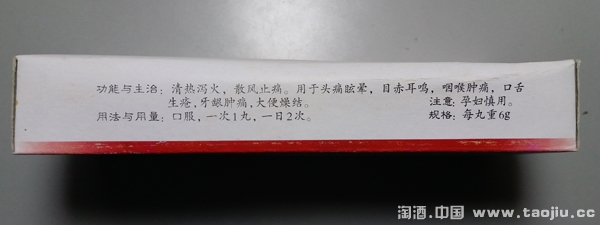 功能与主治: 清热泻火，散风止痛。用于头痛眩晕，目赤耳鸣，咽喉肿痛，口舌
生疮，牙龈肿痛，大便燥结。 注意: 孕妇慎用。
用法与用量: 口服，一次1丸，一日2次。 规格: 每丸重6g
淘酒.中国 www.taojiu.cc